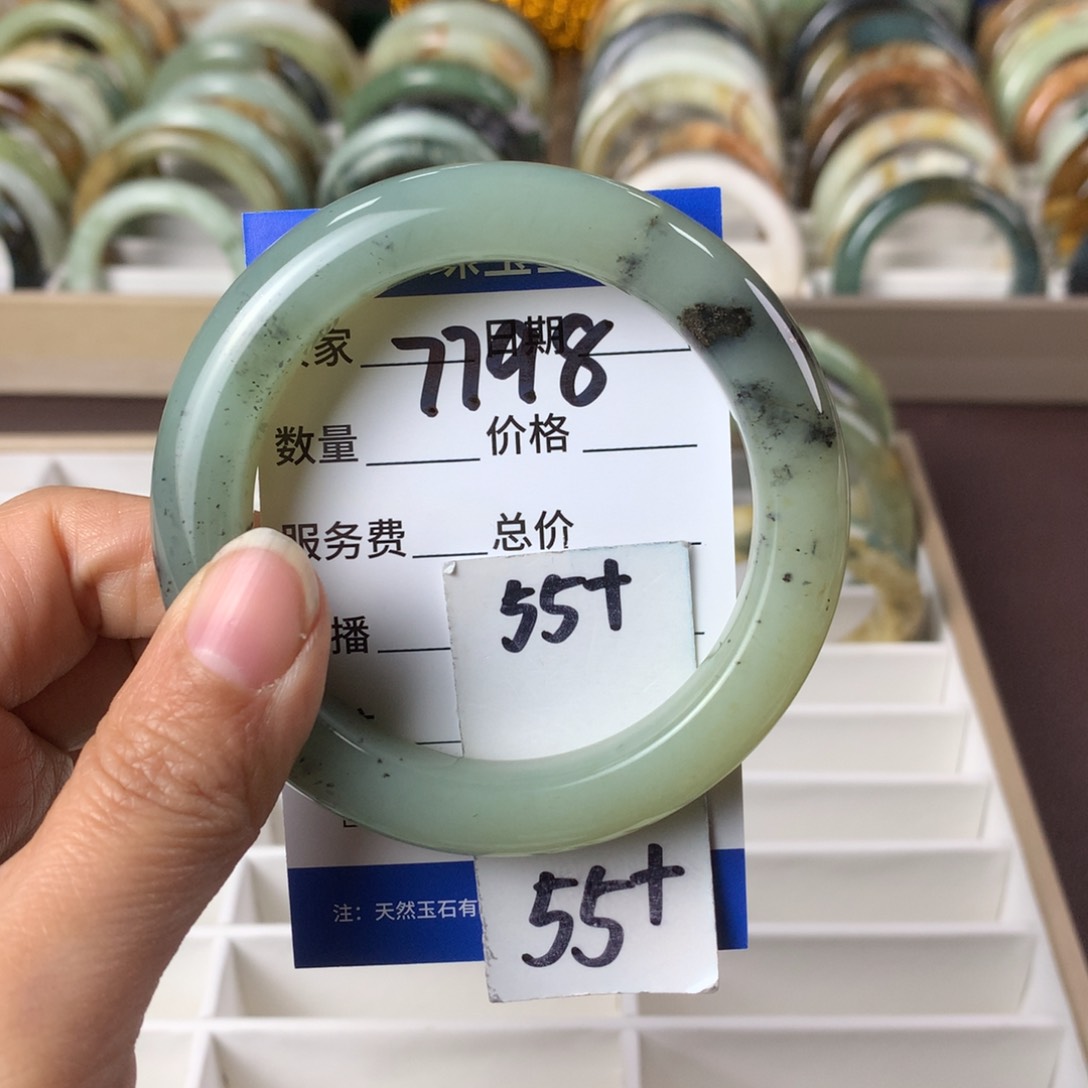 家 日期
7798
数量 价格
服务费 总价
播
55+
55+
注：天然玉石有